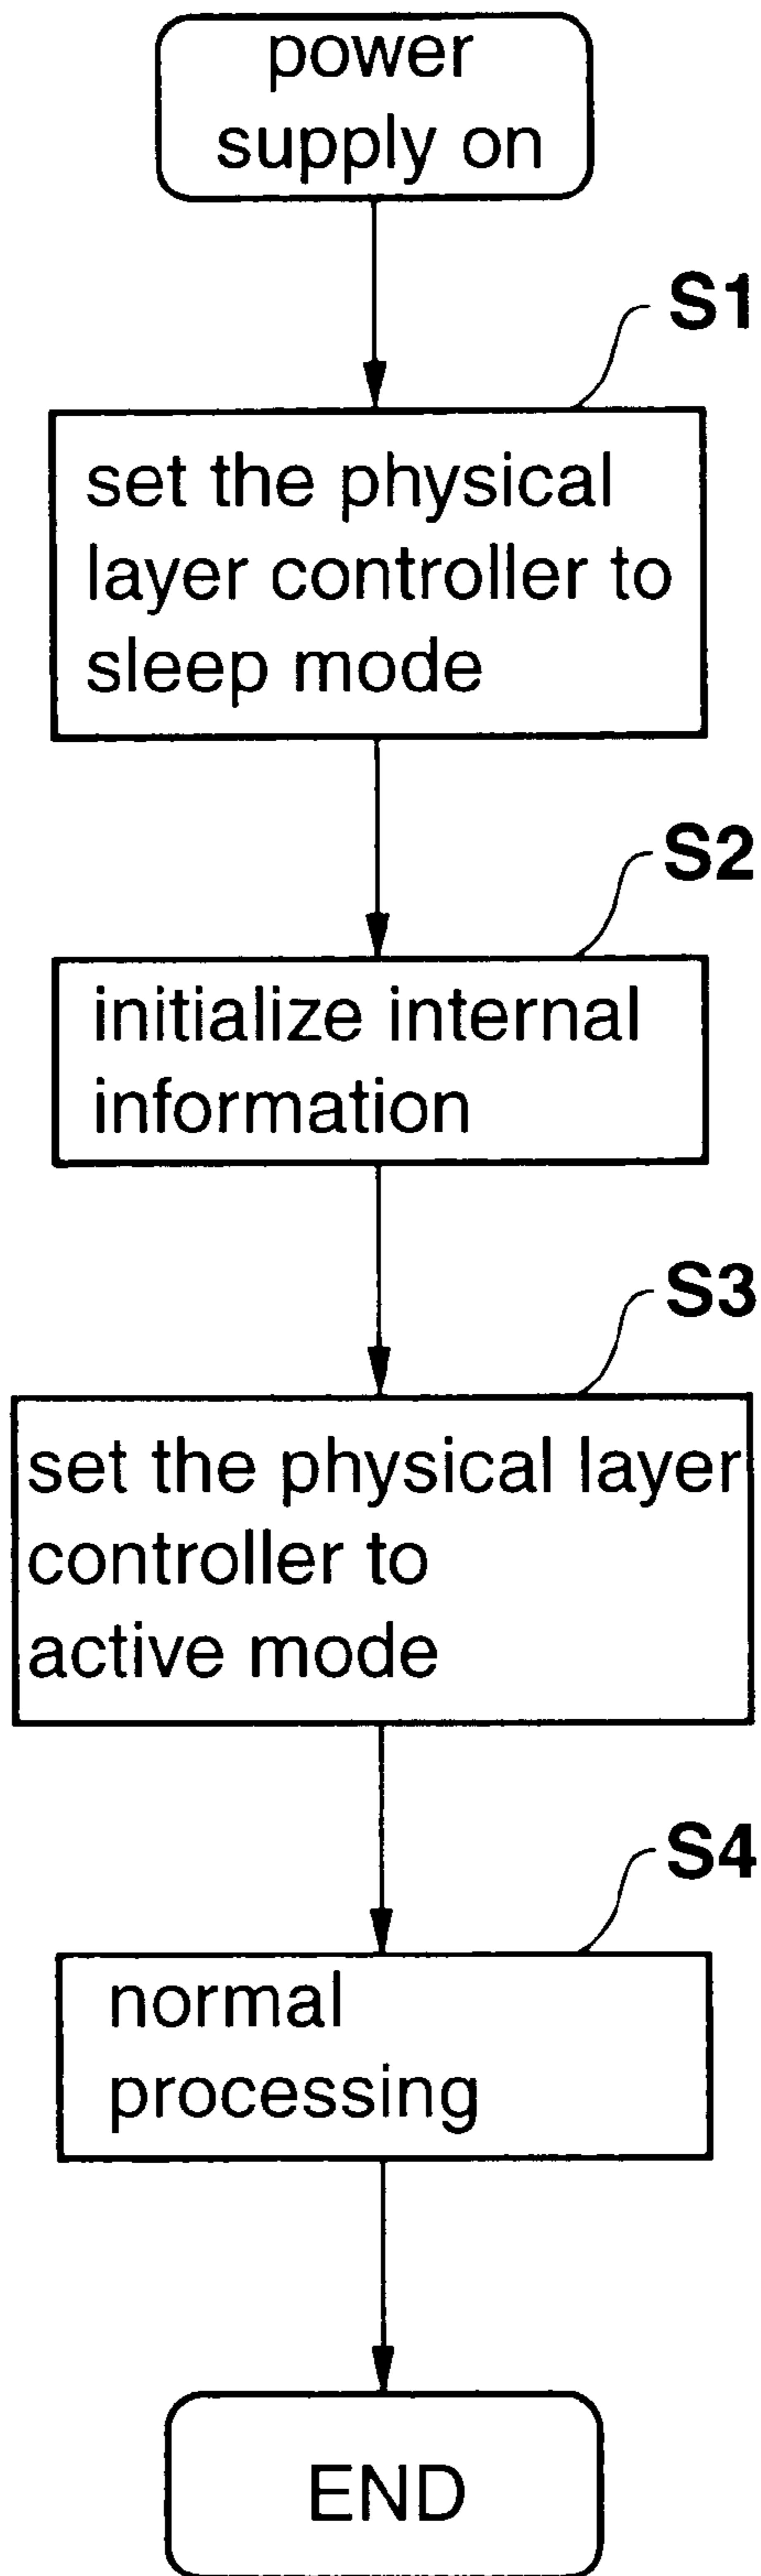 power
supply on
S1
set the physical
layer controller to
sleep mode
S2
initialize internal
information
S3
set the physical layer
controller to
active mode
S4
normal
processing
END